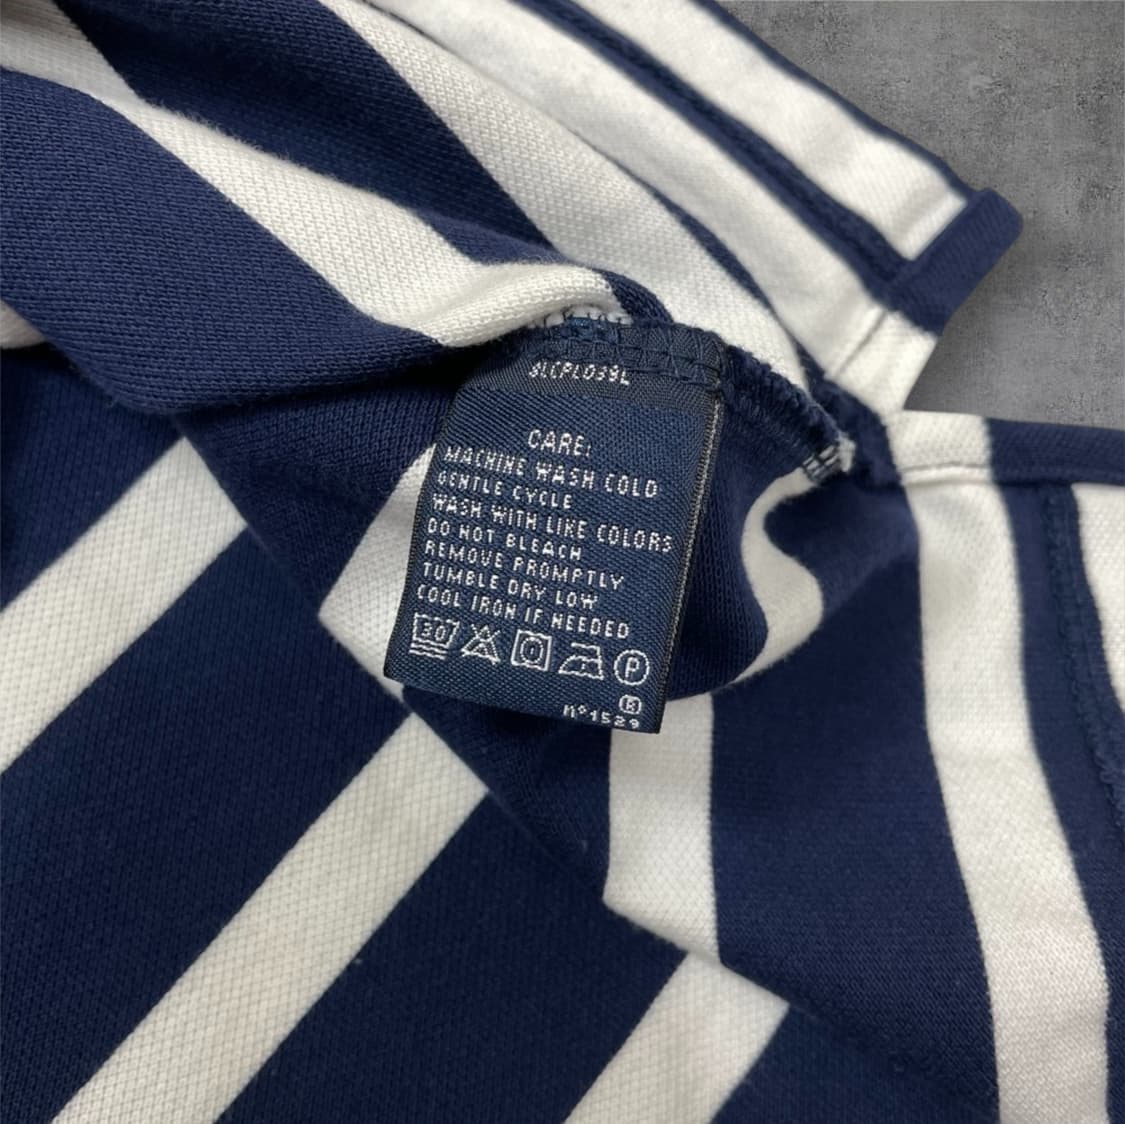 CARE:
MACHINE WASH COLD
GENTLE CYCLE
WASH WITH LIKE COLORS
DO NOT BLEACH
REMOVE PROMPTLY
TUMBLE DRY LOW
COOL IRON IF NEEDED
30 P
R
n°1529